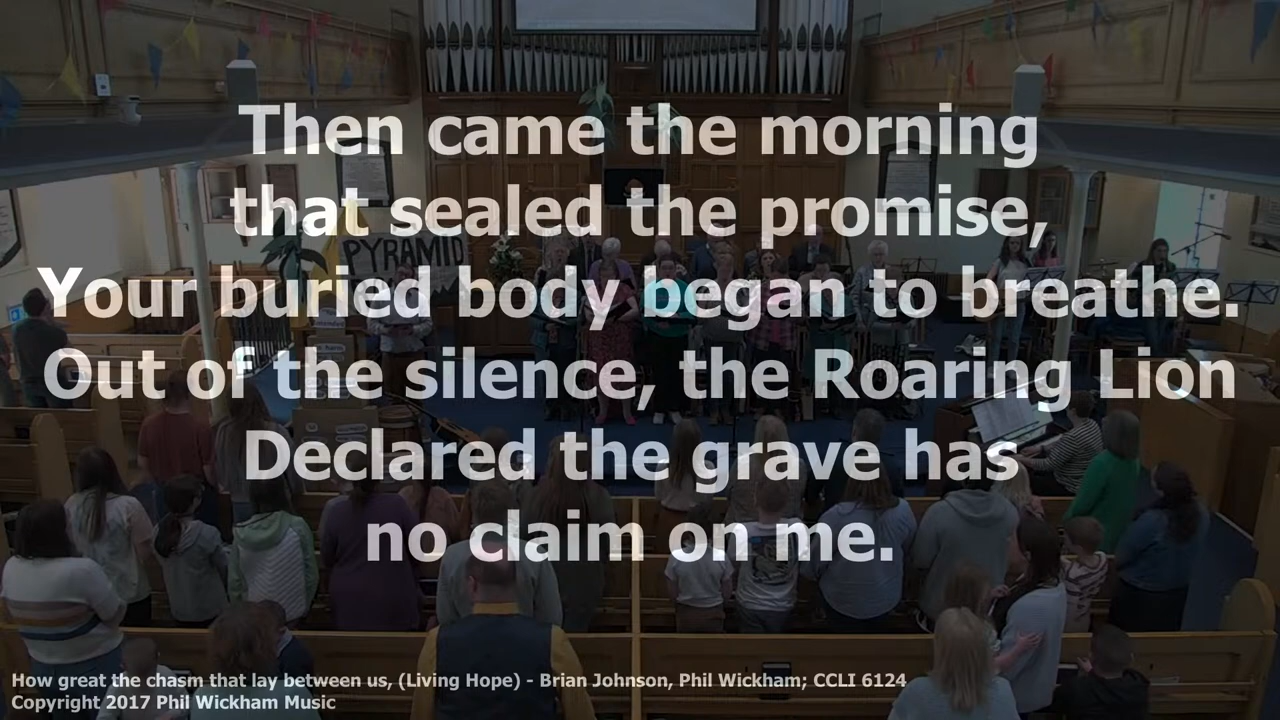 Then came the morning
that sealed the promise,
PYRAMID
Your buried body began to breathe.
Out of the silence, the Roaring Lion
Declared the grave has
no claim on me.
How great the chasm that lay between us, (Living Hope) - Brian Johnson, Phil Wickham; CCLI 6124
Copyright 2017 Phil Wickham Music